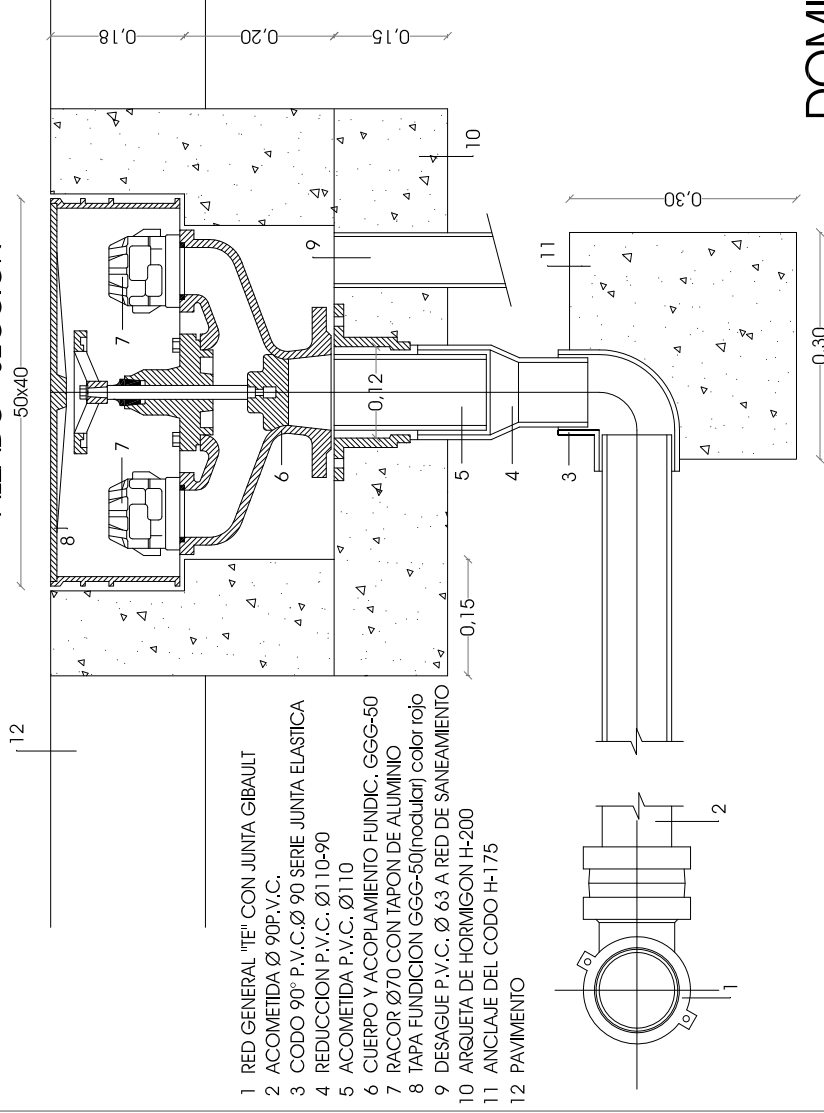 50x40
0,18
0,20
0,15
12
8
7
7
6
9
10
0,12
5
4
3
11
0,15
0,30
0,30
2
1
1 RED GENERAL "TE" CON JUNTA GIBAULT
2 ACOMETIDA Ø 90P.V.C.
3 CODO 90° P.V.C.Ø 90 SERIE JUNTA ELASTICA
4 REDUCCION P.V.C. Ø110-90
5 ACOMETIDA P.V.C. Ø110
6 CUERPO Y ACOPLAMIENTO FUNDIC. GGG-50
7 RACOR Ø70 CON TAPON DE ALUMINIO
8 TAPA FUNDICION GGG-50(nodular) color rojo
9 DESAGUE P.V.C. Ø 63 A RED DE SANEAMIENTO
10 ARQUETA DE HORMIGON H-200
11 ANCLAJE DEL CODO H-175
12 PAVIMENTO